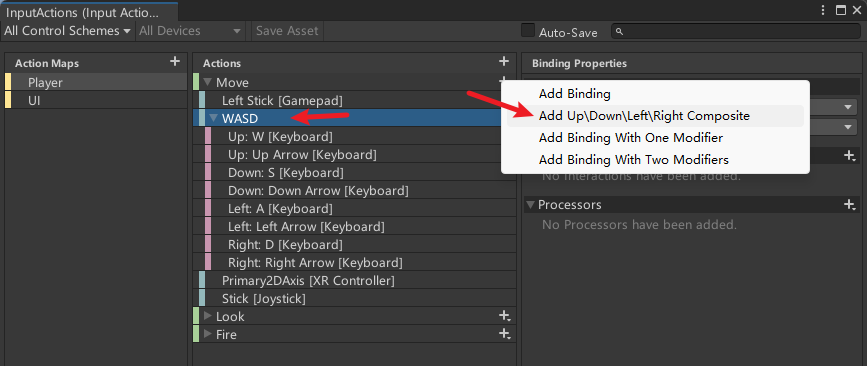 InputActions (Input Actio...
All Control Schemes All Devices Save Asset Auto-Save
Action Maps
Player
UI
Actions
Move
Left Stick [Gamepad]
WASD
Up: W [Keyboard]
Up: Up Arrow [Keyboard]
Down: S [Keyboard]
Down: Down Arrow [Keyboard]
Left: A [Keyboard]
Left: Left Arrow [Keyboard]
Right: D [Keyboard]
Right: Right Arrow [Keyboard]
Primary2DAxis [XR Controller]
Stick [Joystick]
Look
Fire
Binding Properties
Add Binding
Add Up\Down\Left\Right Composite
Add Binding With One Modifier
Add Binding With Two Modifiers
No Interactions have been added.
Processors
No Processors have been added.